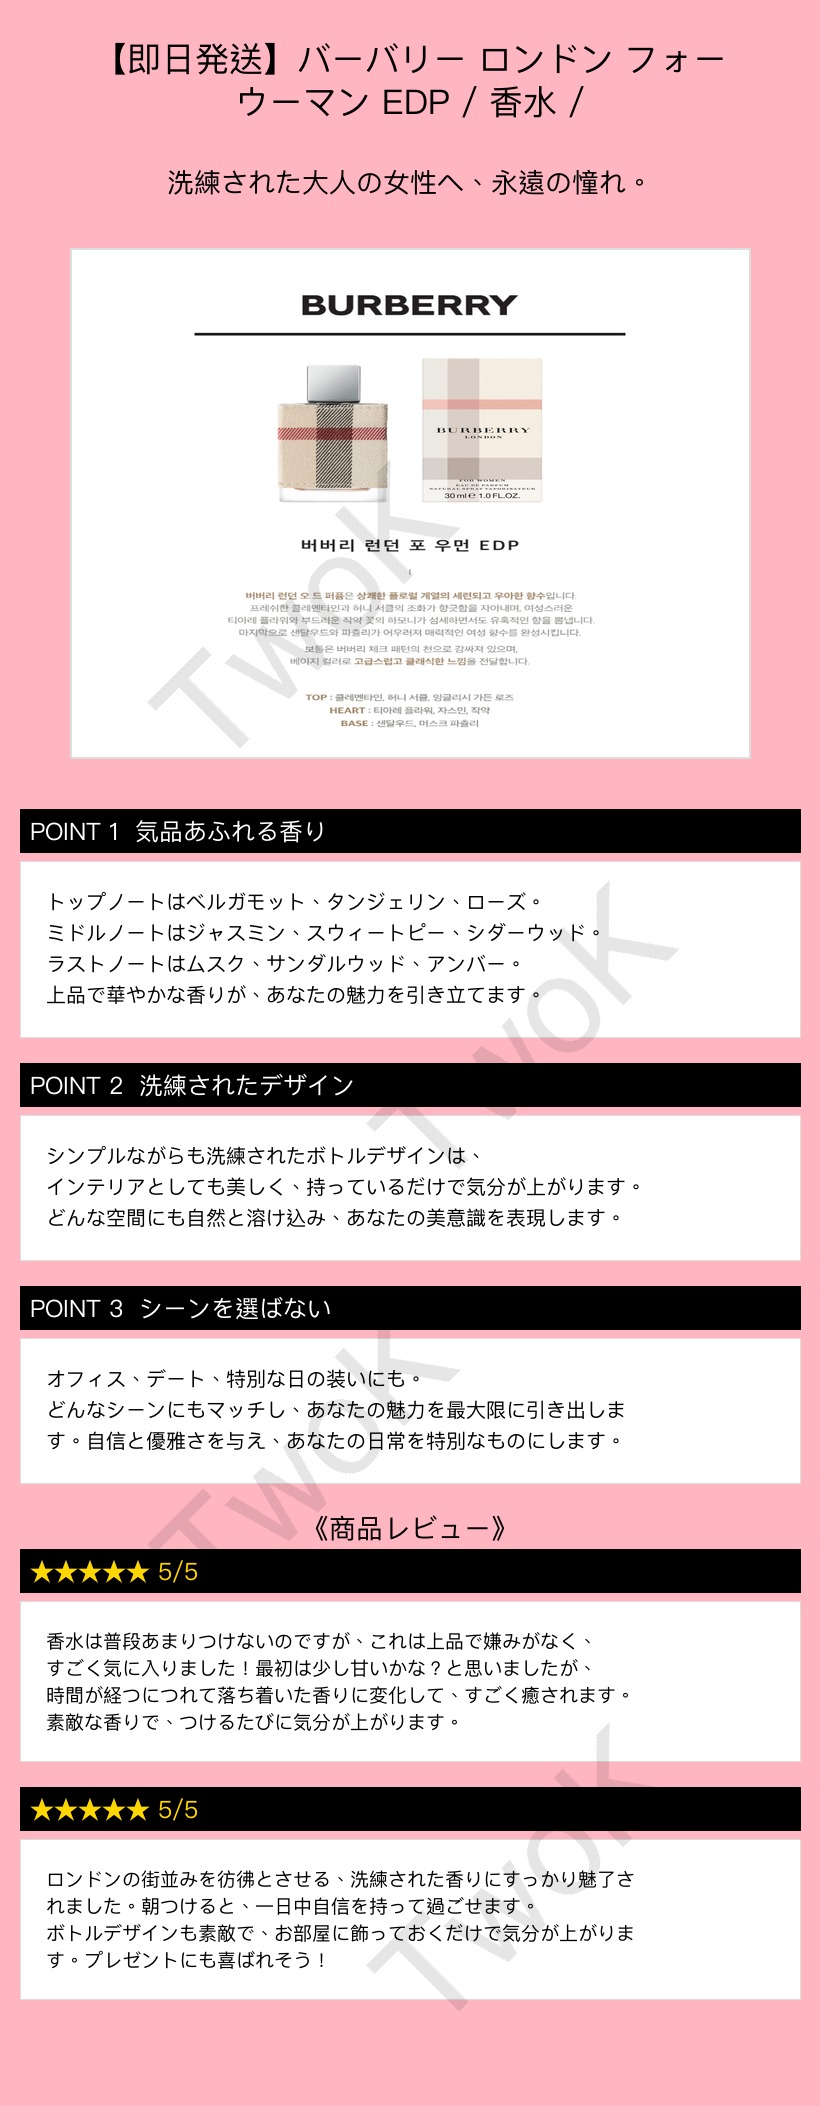 【即日発送】バーバリー ロンドン フォー
ウーマン EDP / 香水 /
洗練された大人の女性へ、永遠の憧れ。
BURBERRY
BURBERRY
LONDON
FOR WOMEN
EAU DE PARFUM
NATURAL SPRAY VAPORISATEUR
30 ml e 1.0 FL.OZ.
버버리 런던 포 우먼 EDP
버버리 런던 오 드 퍼퓸은 상쾌한 플로럴 계열의 세련되고 우아한 향수입니다.
프레쉬한 클레멘타인과 허니 서클의 조화가 향긋함을 자아내며, 여성스러운
티아레 플라워와 부드러운 작약 꽃의 하모니가 섬세하면서도 유혹적인 향을 뽐냅니다.
마지막으로 샌달우드와 파츌리가 어우러져 매력적인 여성 향수를 완성시킵니다.
보틀은 버버리 체크 패턴의 천으로 감싸져 있으며,
베이지 컬러로 고급스럽고 클래식한 느낌을 전달합니다.
TOP : 클레멘타인, 허니 서클, 잉글리시 가든 로즈
HEART : 티아레 플라워, 자스민, 작약
BASE : 샌달우드, 머스크 파츌리
TwoK
POINT 1 気品あふれる香り
トップノートはベルガモット、タンジェリン、ローズ。
ミドルノートはジャスミン、スウィートピー、シダーウッド。
ラストノートはムスク、サンダルウッド、アンバー。
上品で華やかな香りが、あなたの魅力を引き立てます。
TwoK
POINT 2 洗練されたデザイン
シンプルながらも洗練されたボトルデザインは、
インテリアとしても美しく、持っているだけで気分が上がります。
どんな空間にも自然と溶け込み、あなたの美意識を表現します。
POINT 3 シーンを選ばない
オフィス、デート、特別な日の装いにも。
どんなシーンにもマッチし、あなたの魅力を最大限に引き出しま
す。自信と優雅さを与え、あなたの日常を特別なものにします。
TwoK
《商品レビュー》
★★★★★ 5/5
香水は普段あまりつけないのですが、これは上品で嫌みがなく、
すごく気に入りました！最初は少し甘いかな？と思いましたが、
時間が経つにつれて落ち着いた香りに変化して、すごく癒されます。
素敵な香りで、つけるたびに気分が上がります。
★★★★★ 5/5
ロンドンの街並みを彷彿とさせる、洗練された香りにすっかり魅了さ
れました。朝つけると、一日中自信を持って過ごせます。
ボトルデザインも素敵で、お部屋に飾っておくだけで気分が上がりま
す。プレゼントにも喜ばれそう！
TwoK